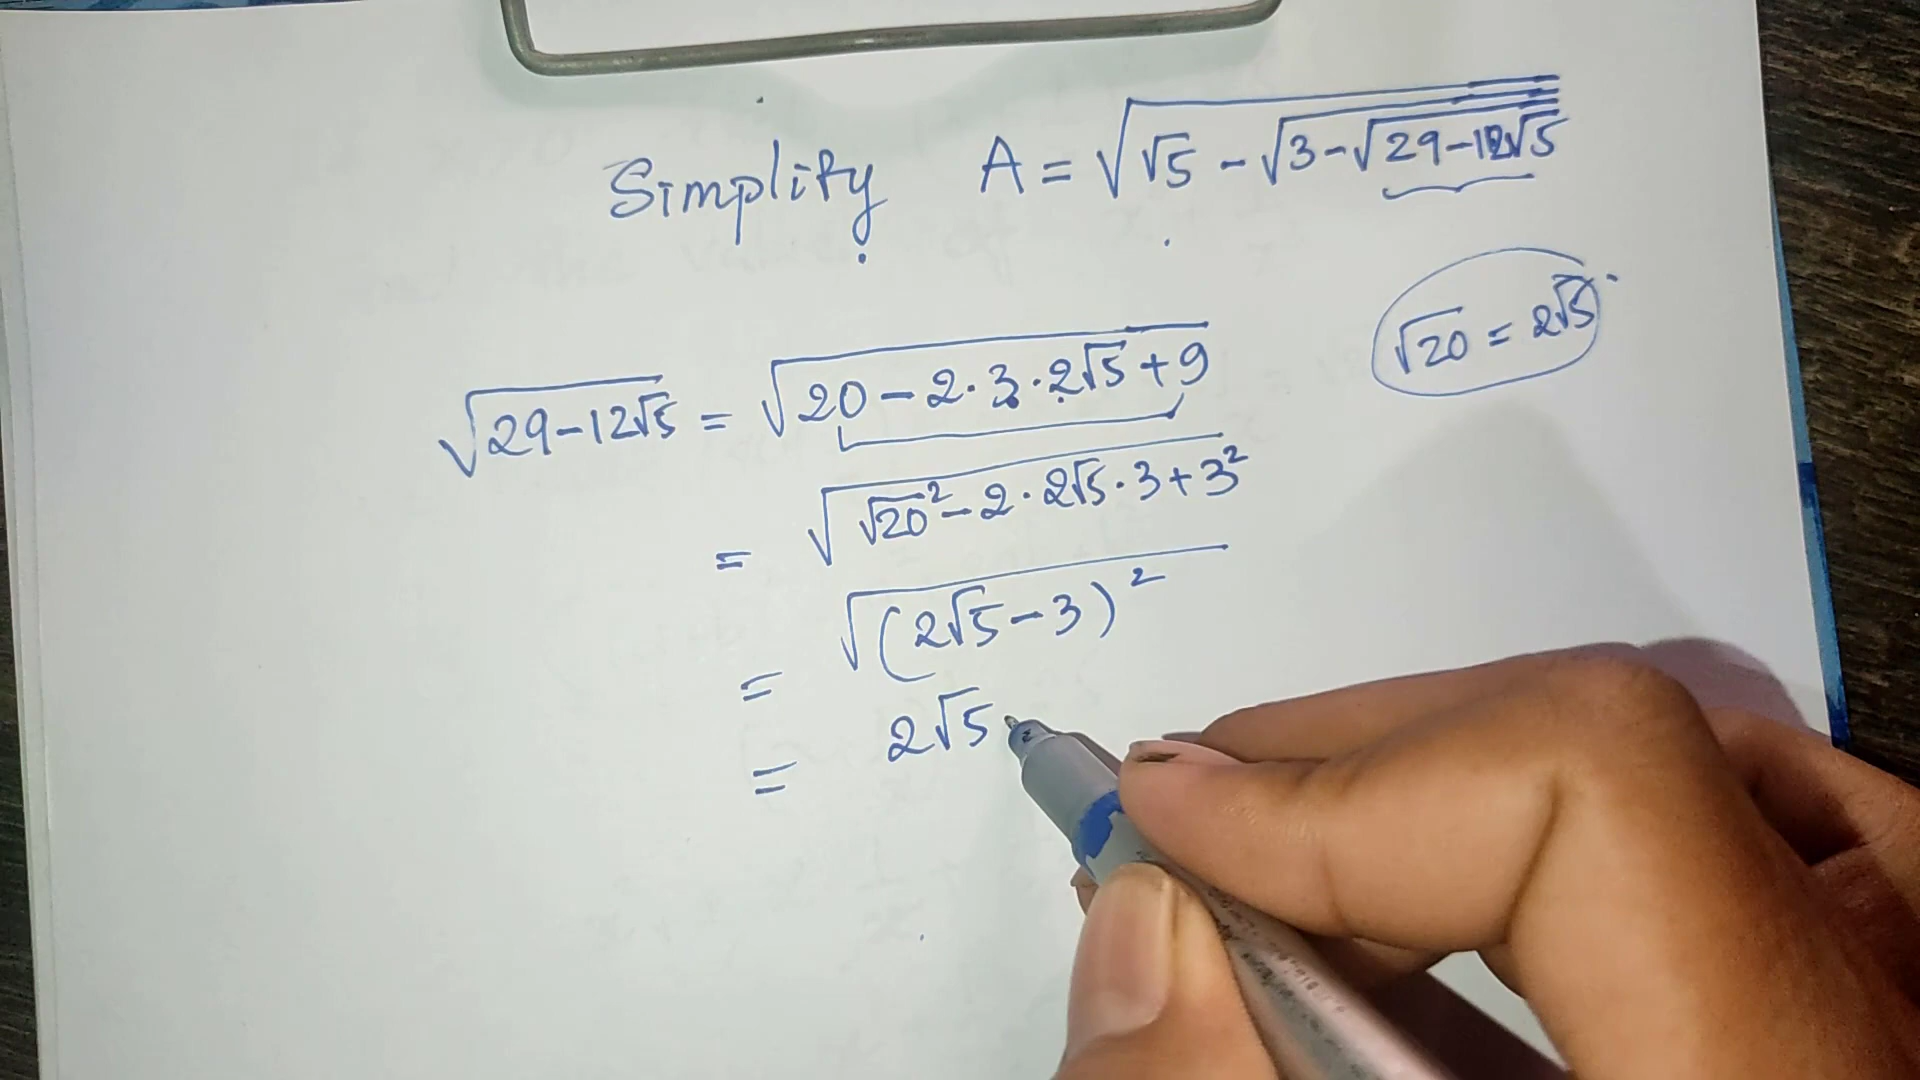 Simplify A = √(√5 - √(3-√(29-12√5)))
√20 = 2√5
√(29-12√5) = √(20-2·3·2√5+9)
= √(√20²-2·2√5·3+3²)
= √((2√5-3)²)
= 2√5